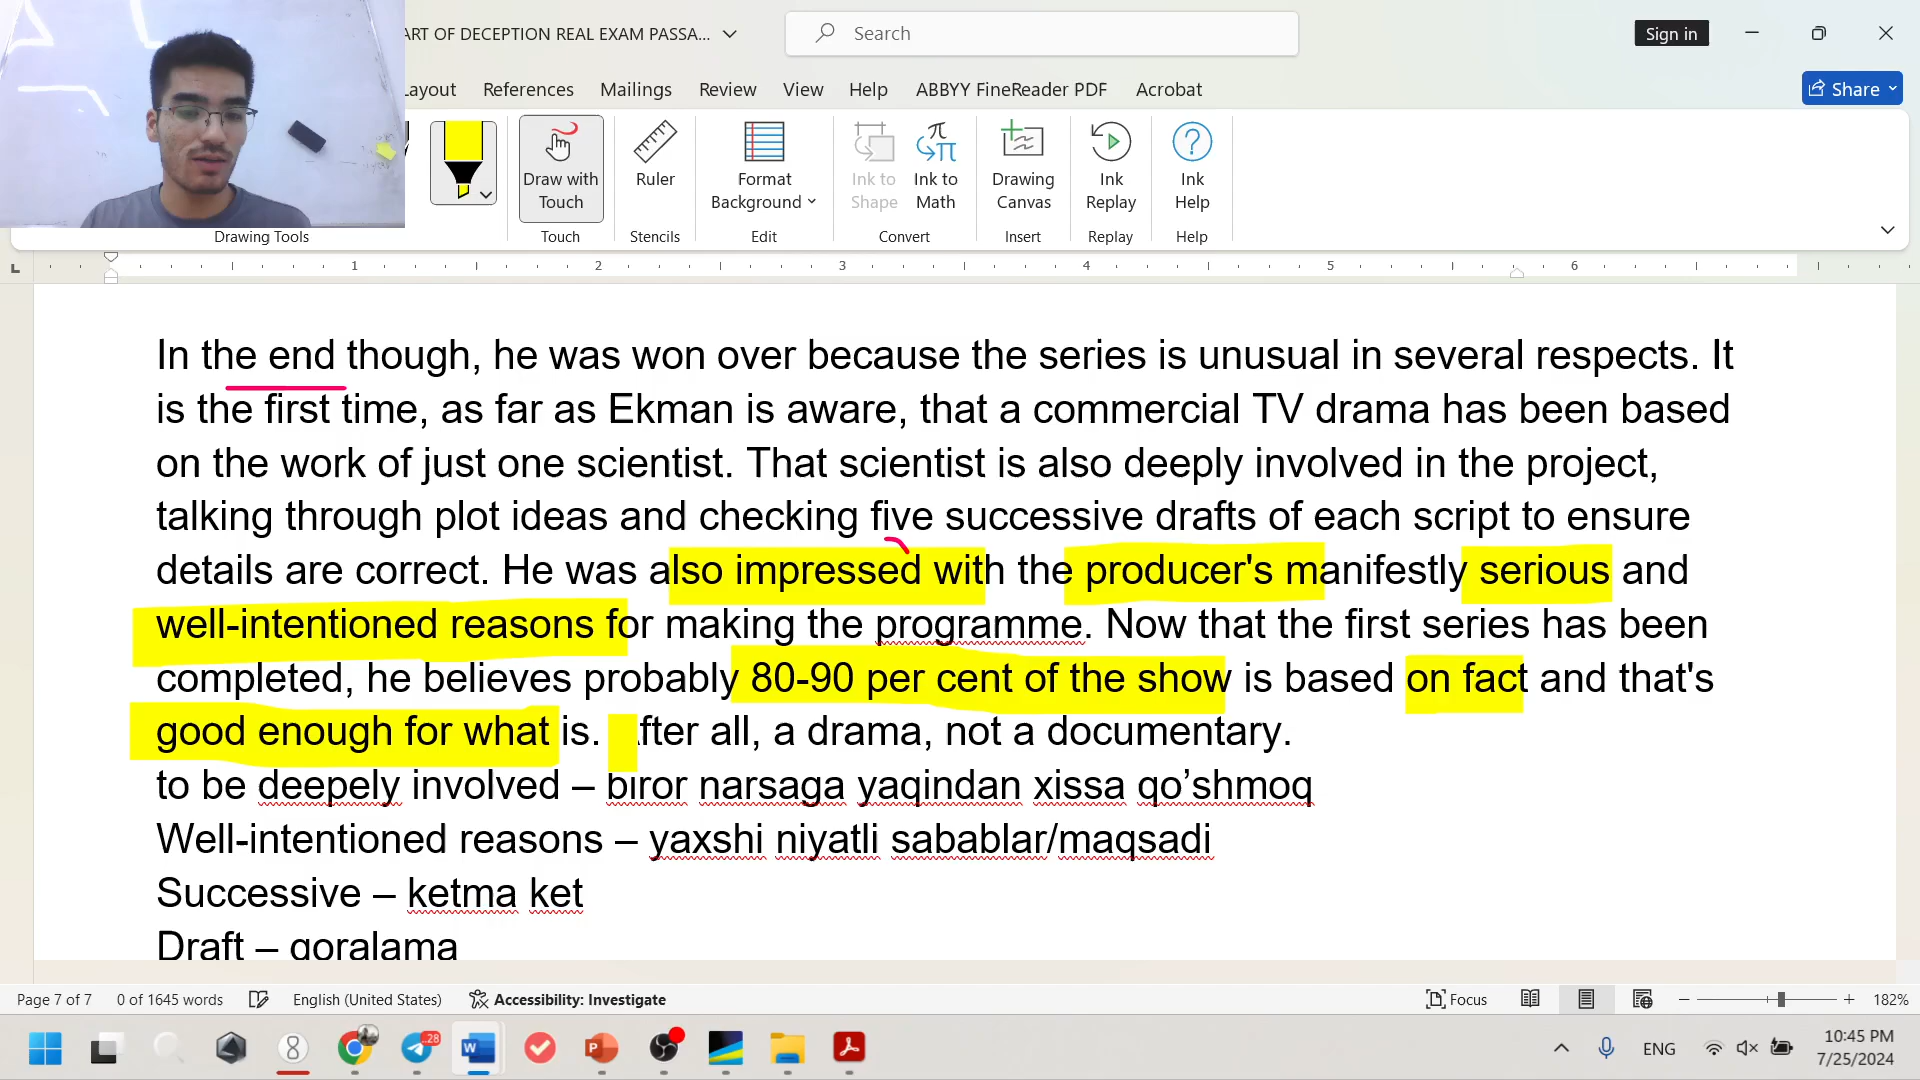 ART OF DECEPTION REAL EXAM PASSA...
Search
Sign in
Layout References Mailings Review View Help ABBYY FineReader PDF Acrobat
Share
Draw with Touch
Ruler
Format Background
Ink to Shape
Ink to Math
Drawing Canvas
Ink Replay
Ink Help
Drawing Tools Touch Stencils Edit Convert Insert Replay Help
1 2 3 4 5 6
In the end though, he was won over because the series is unusual in several respects. It
is the first time, as far as Ekman is aware, that a commercial TV drama has been based
on the work of just one scientist. That scientist is also deeply involved in the project,
talking through plot ideas and checking five successive drafts of each script to ensure
details are correct. He was also impressed with the producer's manifestly serious and
well-intentioned reasons for making the programme. Now that the first series has been
completed, he believes probably 80-90 per cent of the show is based on fact and that's
good enough for what is. After all, a drama, not a documentary.
to be deepely involved – biror narsaga yaqindan xissa qo’shmoq
Well-intentioned reasons – yaxshi niyatli sabablar/maqsadi
Successive – ketma ket
Draft – qoralama
Page 7 of 7 0 of 1645 words English (United States) Accessibility: Investigate Focus 182%
28
ENG
10:45 PM
7/25/2024